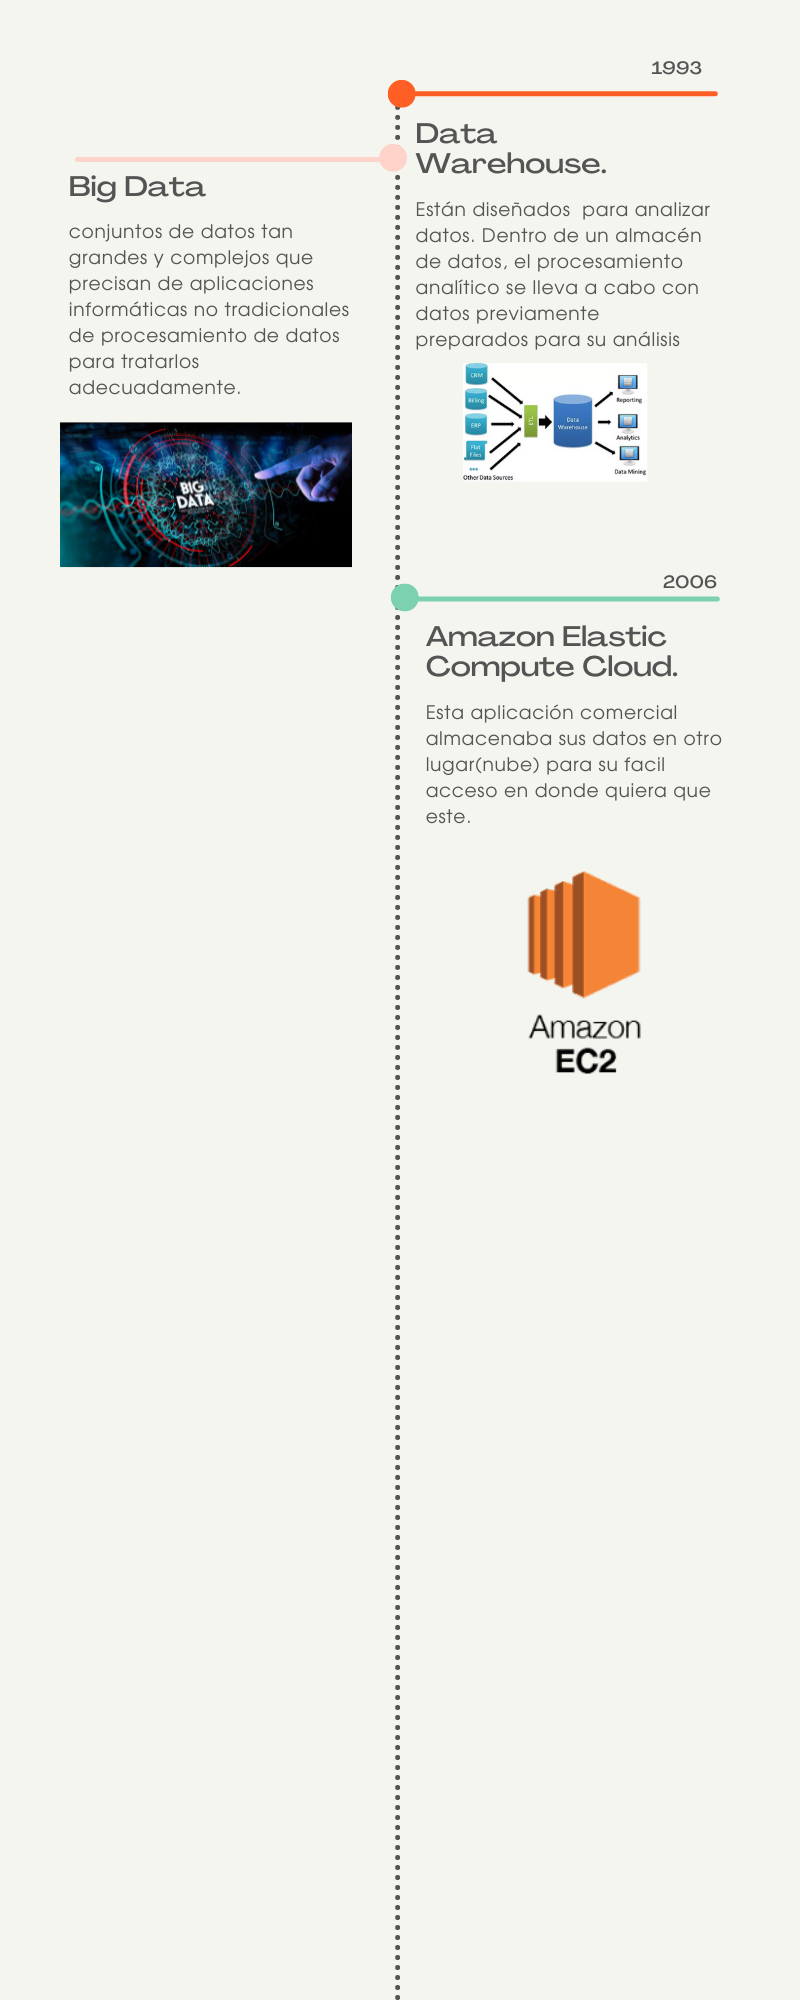 1993
Data
Warehouse.
Están diseñados  para analizar
datos. Dentro de un almacén
de datos, el procesamiento
analítico se lleva a cabo con
datos previamente
preparados para su análisis
CRM
Billing
ERP
Flat
Files
Other Data Sources
ETL
Data
Warehouse
Reporting
Analytics
Data Mining
Big Data
conjuntos de datos tan
grandes y complejos que
precisan de aplicaciones
informáticas no tradicionales
de procesamiento de datos
para tratarlos
adecuadamente.
BIG
DATA
2006
Amazon Elastic
Compute Cloud.
Esta aplicación comercial
almacenaba sus datos en otro
lugar(nube) para su facil
acceso en donde quiera que
este.
Amazon
EC2